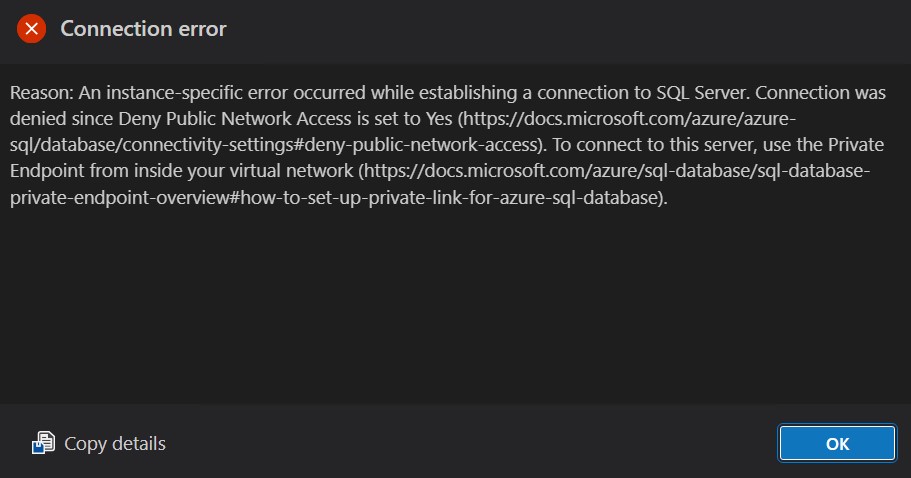 Connection error
Reason: An instance-specific error occurred while establishing a connection to SQL Server. Connection was
denied since Deny Public Network Access is set to Yes (https://docs.microsoft.com/azure/azure-
sql/database/connectivity-settings#deny-public-network-access). To connect to this server, use the Private
Endpoint from inside your virtual network (https://docs.microsoft.com/azure/sql-database/sql-database-
private-endpoint-overview#how-to-set-up-private-link-for-azure-sql-database).
Copy details
OK